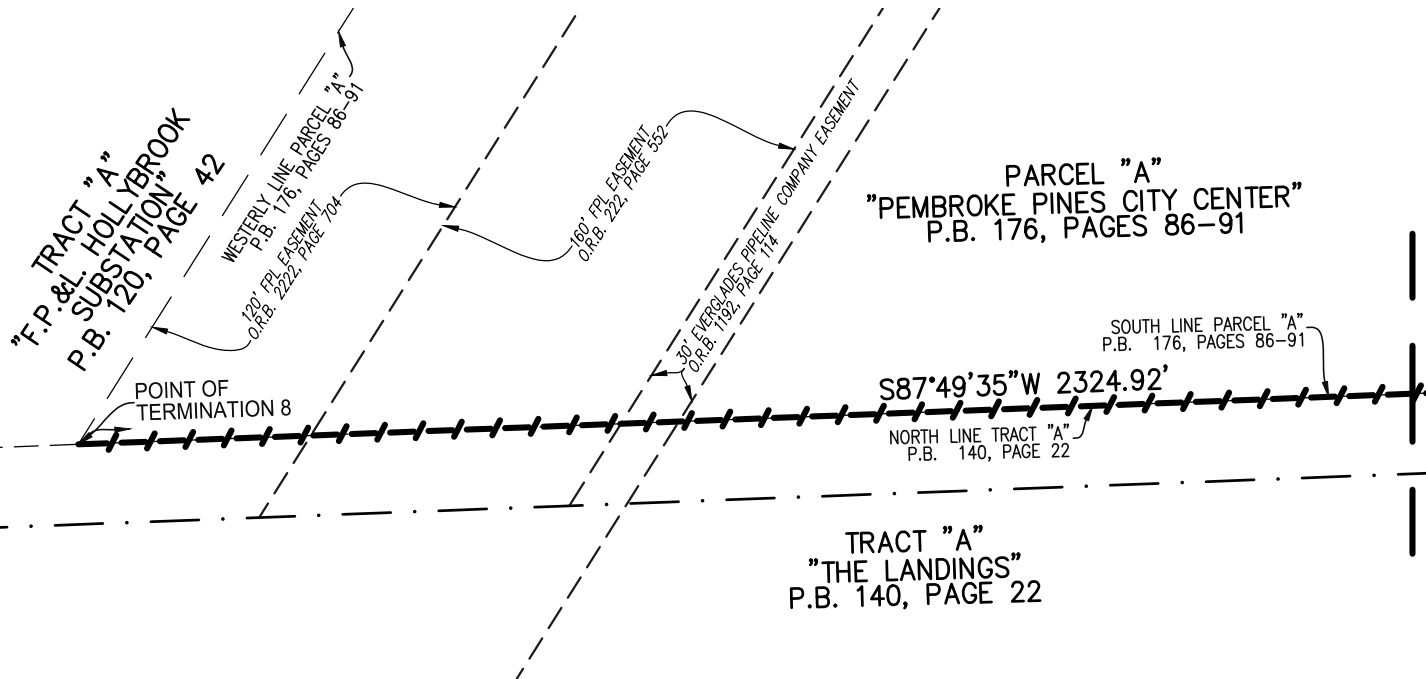 TRACT "A"
"F.P.&L. HOLLYBROOK
SUBSTATION"
P.B. 120, PAGE 42
WESTERLY LINE PARCEL "A"
P.B. 176, PAGES 86-91
120' FPL EASEMENT
O.R.B. 2222, PAGE 704
160' FPL EASEMENT
O.R.B. 222, PAGE 552
30' EVERGLADES PIPELINE COMPANY EASEMENT
O.R.B. 1192, PAGE 114
PARCEL "A"
"PEMBROKE PINES CITY CENTER"
P.B. 176, PAGES 86-91
SOUTH LINE PARCEL "A"
P.B. 176, PAGES 86-91
POINT OF
TERMINATION 8
S87°49'35"W 2324.92'
NORTH LINE TRACT "A"
P.B. 140, PAGE 22
TRACT "A"
"THE LANDINGS"
P.B. 140, PAGE 22